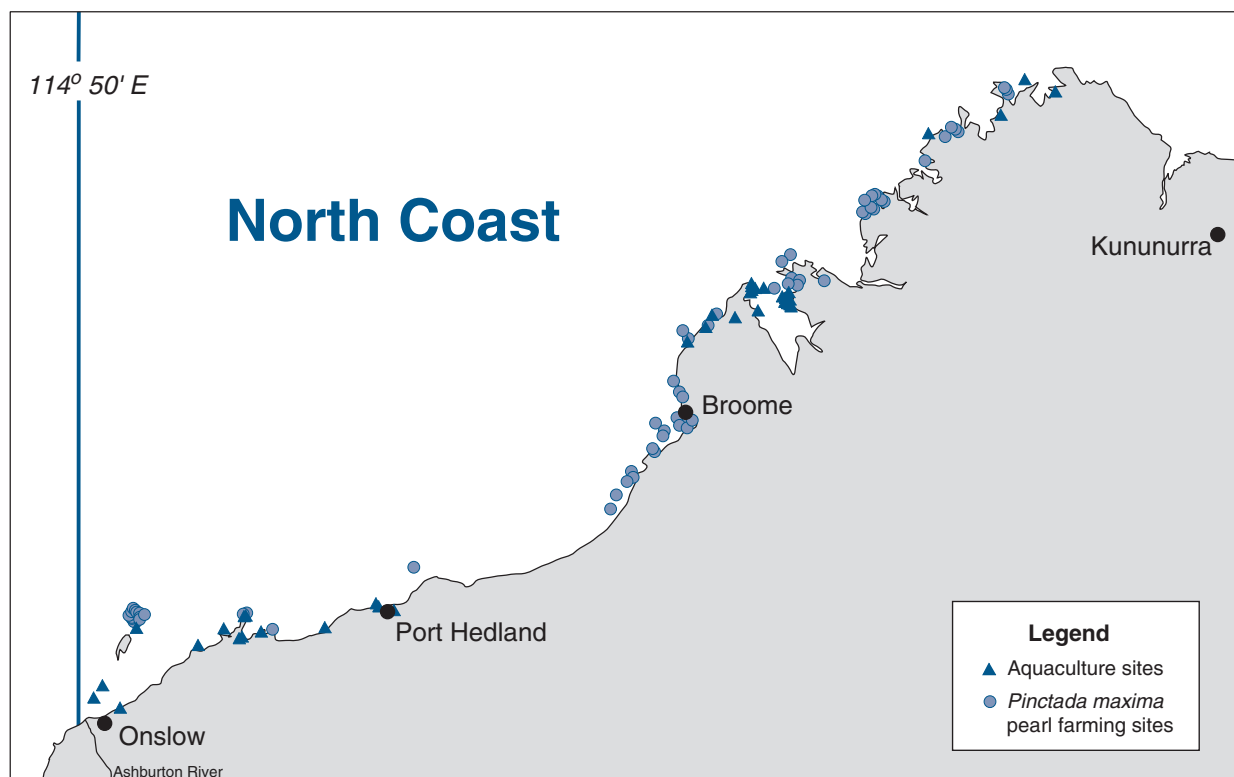 114° 50' E
North Coast
Kununurra
Broome
Port Hedland
Onslow
Ashburton River
Legend
Aquaculture sites
Pinctada maxima
pearl farming sites